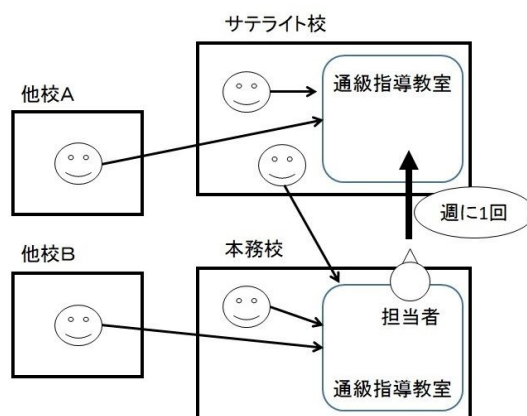 サテライト校
通級指導教室
他校A
週に1回
他校B
本務校
担当者
通級指導教室